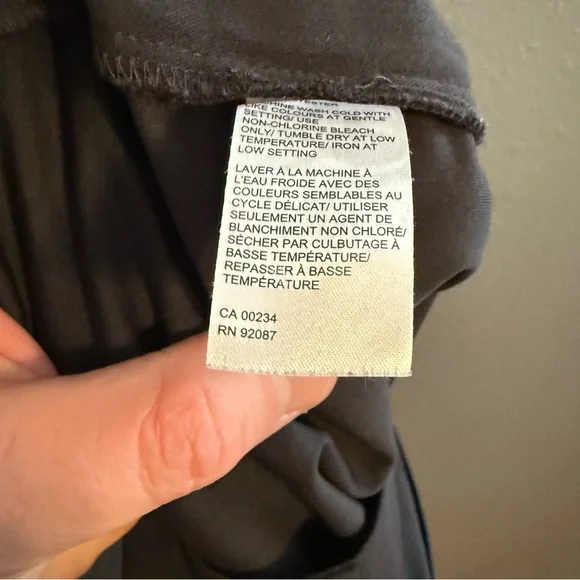 ESTER
CHINE WASH COLD WITH
LIKE COLOURS AT GENTLE
SETTING/ USE
NON-CHLORINE BLEACH
ONLY/ TUMBLE DRY AT LOW
TEMPERATURE/ IRON AT
LOW SETTING
LAVER À LA MACHINE À
L'EAU FROIDE AVEC DES
COULEURS SEMBLABLES AU
CYCLE DÉLICAT/ UTILISER
SEULEMENT UN AGENT DE
BLANCHIMENT NON CHLORÉ/
SÉCHER PAR CULBUTAGE À
BASSE TEMPÉRATURE/
REPASSER À BASSE
TEMPÉRATURE
CA 00234
RN 92087